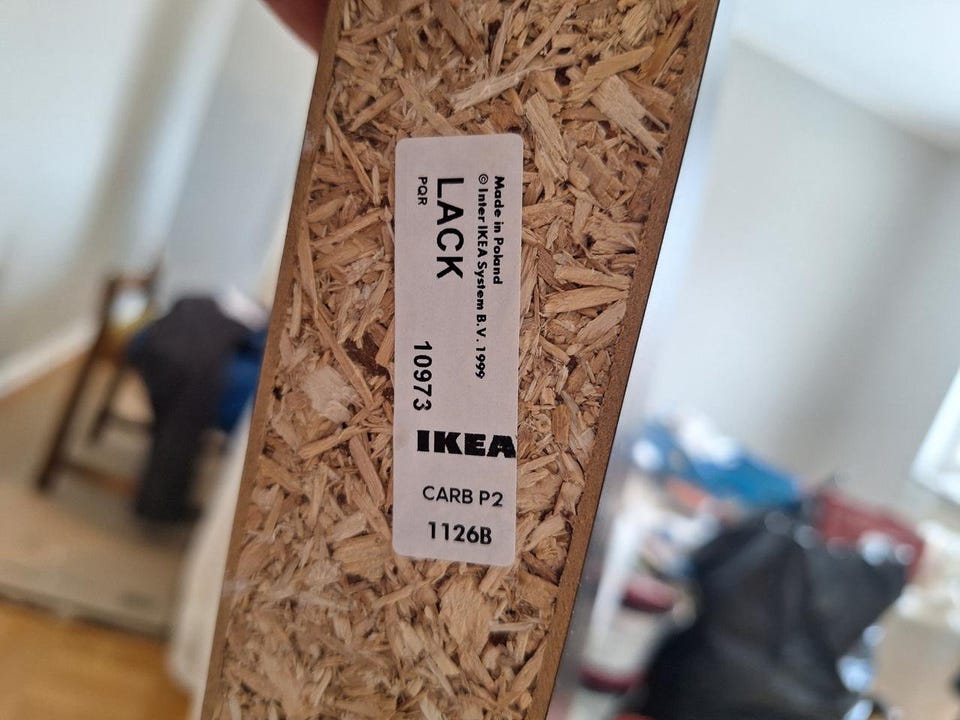 Made in Poland
© Inter IKEA System B.V. 1999
LACK
PQR
10973
IKEA
CARB P2
1126B